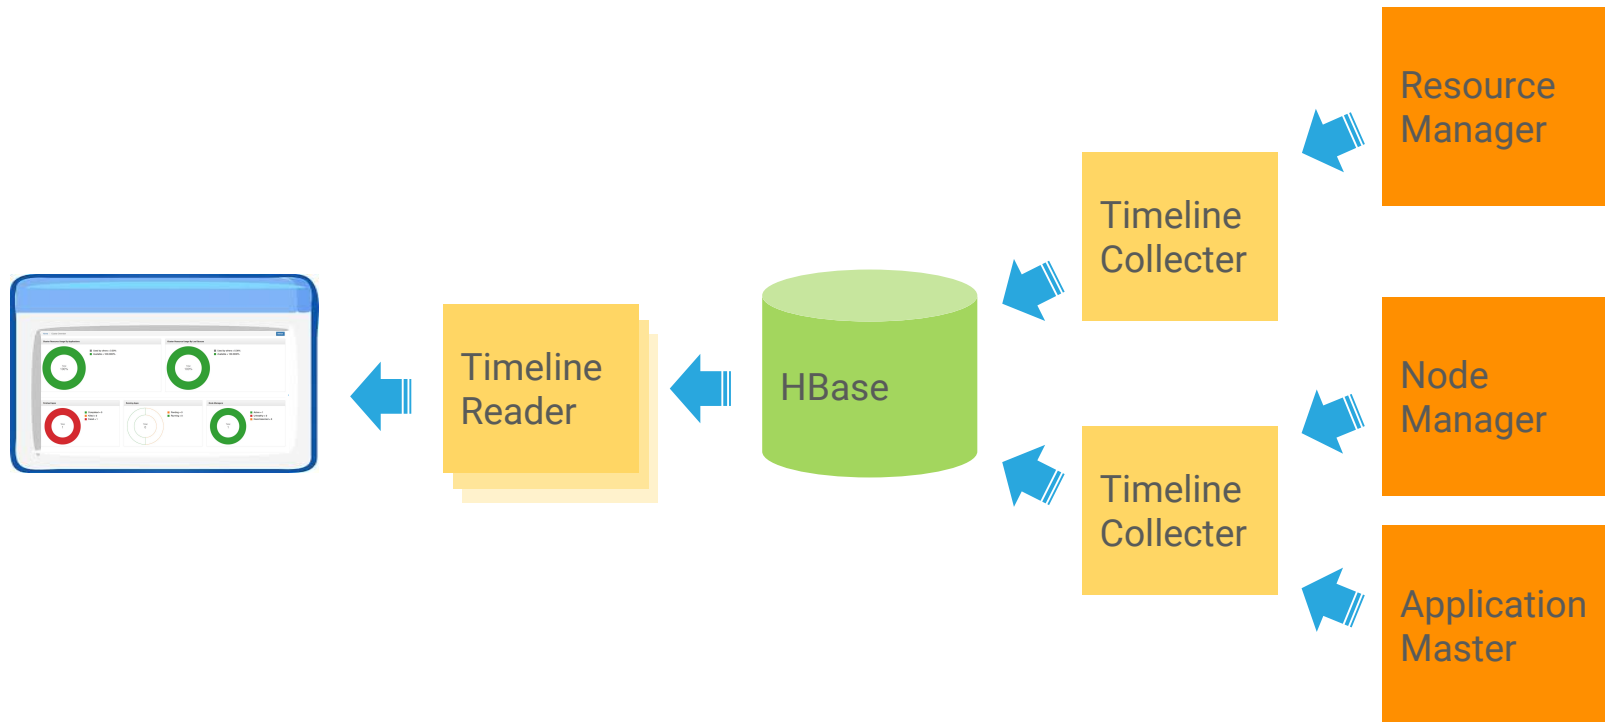 Resource
Manager
Timeline
Collecter
Node
Manager
Timeline
Reader
HBase
Timeline
Collecter
Application
Master